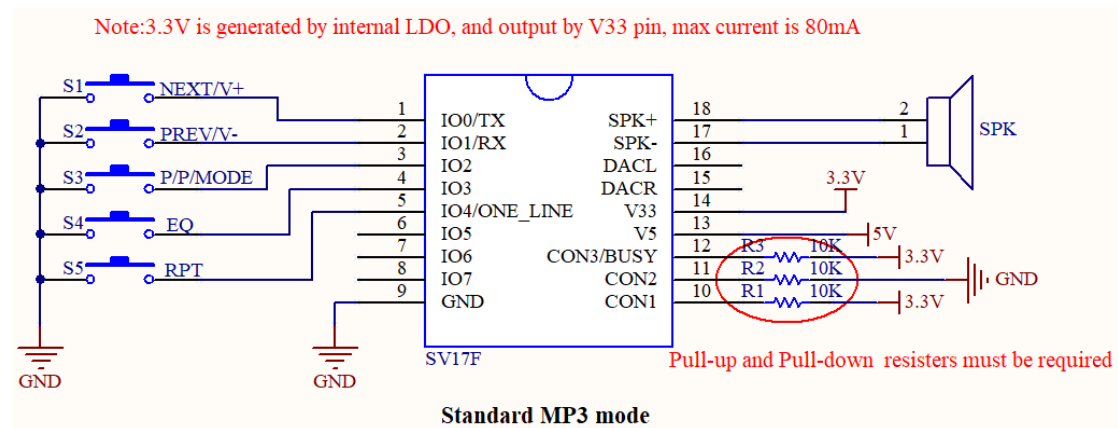 Note:3.3V is generated by internal LDO, and output by V33 pin, max current is 80mA
S1 NEXT/V+
S2 PREV/V-
S3 P/P/MODE
S4 EQ
S5 RPT
GND
GND
1 IO0/TX
2 IO1/RX
3 IO2
4 IO3
5 IO4/ONE_LINE
6 IO5
7 IO6
8 IO7
9 GND
SPK+ 18 2
SPK- 17 1
SPK
DACL 16
DACR 15
V33 14 3.3V
V5 13 5V
CON3/BUSY 12 R3 10K 3.3V
CON2 11 R2 10K GND
CON1 10 R1 10K 3.3V
SV17F
Pull-up and Pull-down resisters must be required
Standard MP3 mode